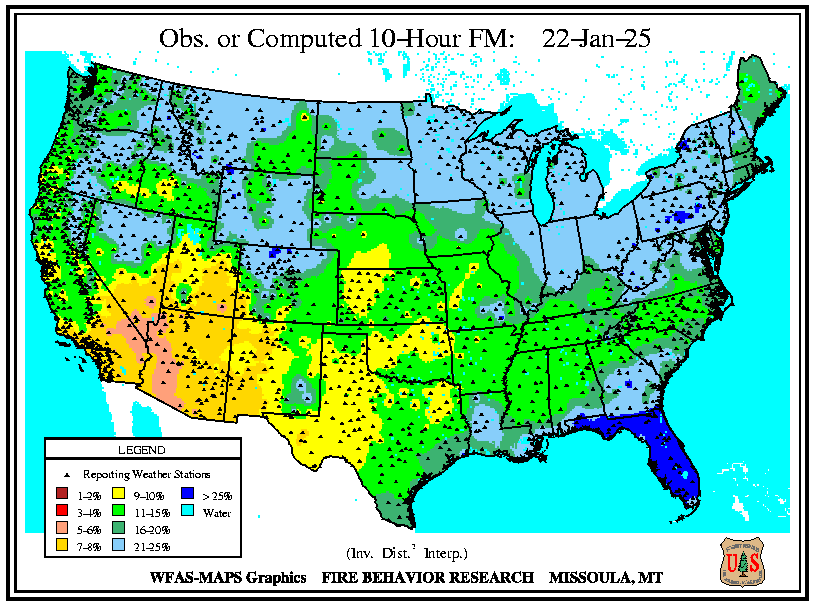 Obs. or Computed 10-Hour FM: 22-Jan-25
LEGEND
Reporting Weather Stations
1-2% 9-10% > 25%
3-4% 11-15% Water
5-6% 16-20%
7-8% 21-25%
(Inv. Dist.² Interp.)
WFAS-MAPS Graphics FIRE BEHAVIOR RESEARCH MISSOULA, MT
U S